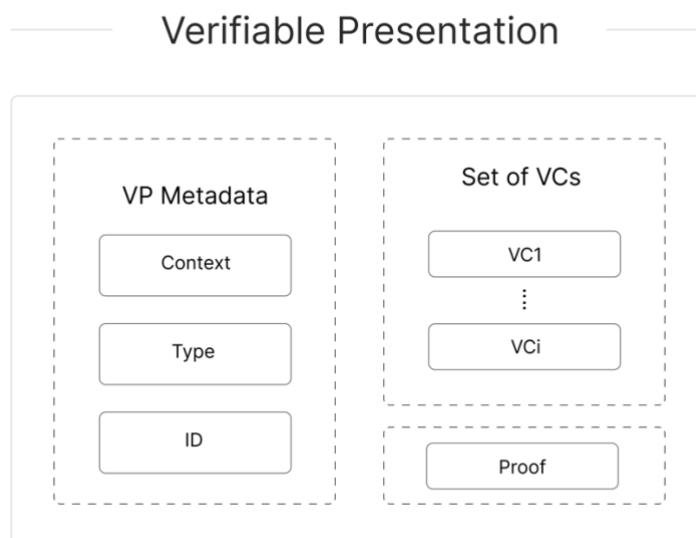 Verifiable Presentation
VP Metadata
Context
Type
ID
Set of VCs
VC1
VCi
Proof